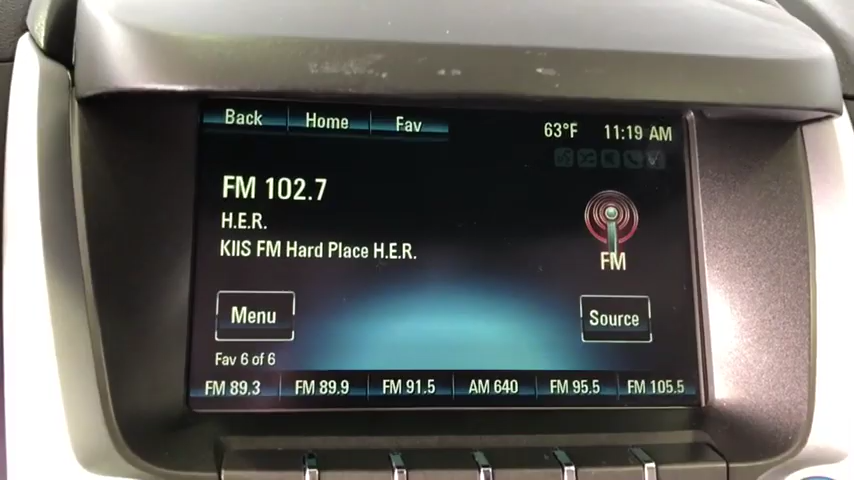 Back Home Fav 63°F 11:19 AM
FM 102.7
H.E.R.
KIIS FM Hard Place H.E.R.
FM
Menu Source
Fav 6 of 6
FM 89.3 FM 89.9 FM 91.5 AM 640 FM 95.5 FM 105.5